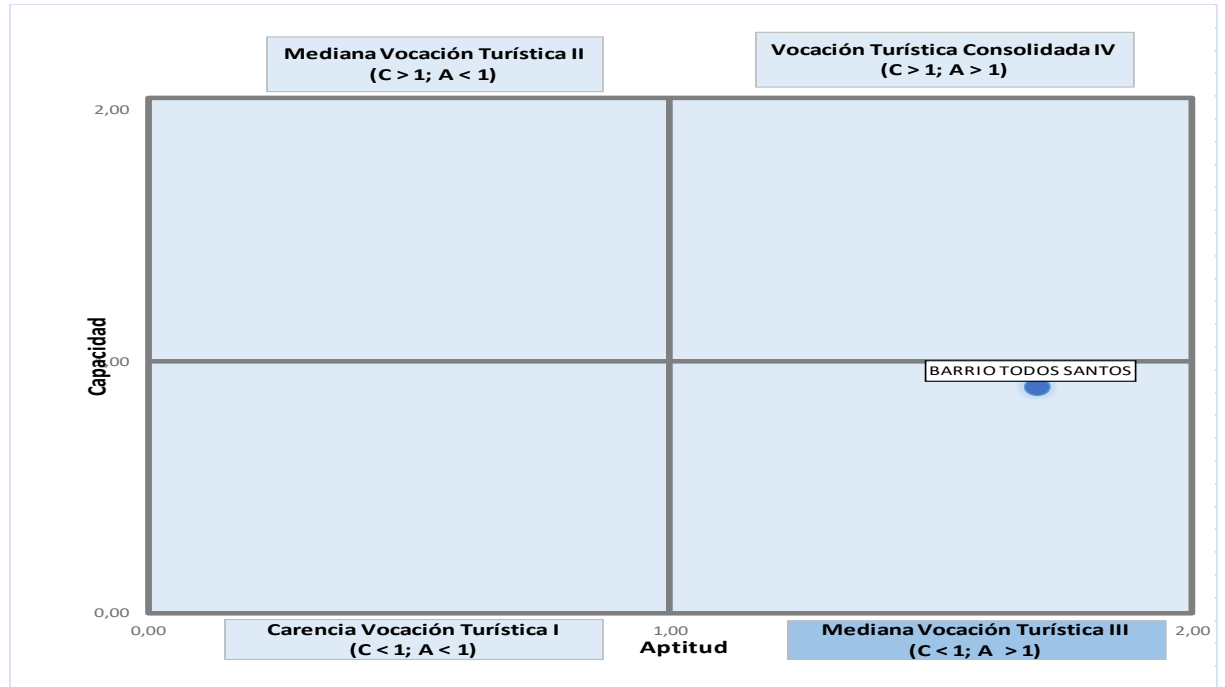 Mediana Vocación Turística II
(C > 1; A < 1)
Vocación Turística Consolidada IV
(C > 1; A > 1)
2,00
Capacidad
,00
BARRIO TODOS SANTOS
0,00
0,00
1,00
2,00
Carencia Vocación Turística I
(C < 1; A < 1)
Aptitud
Mediana Vocación Turística III
(C < 1; A > 1)